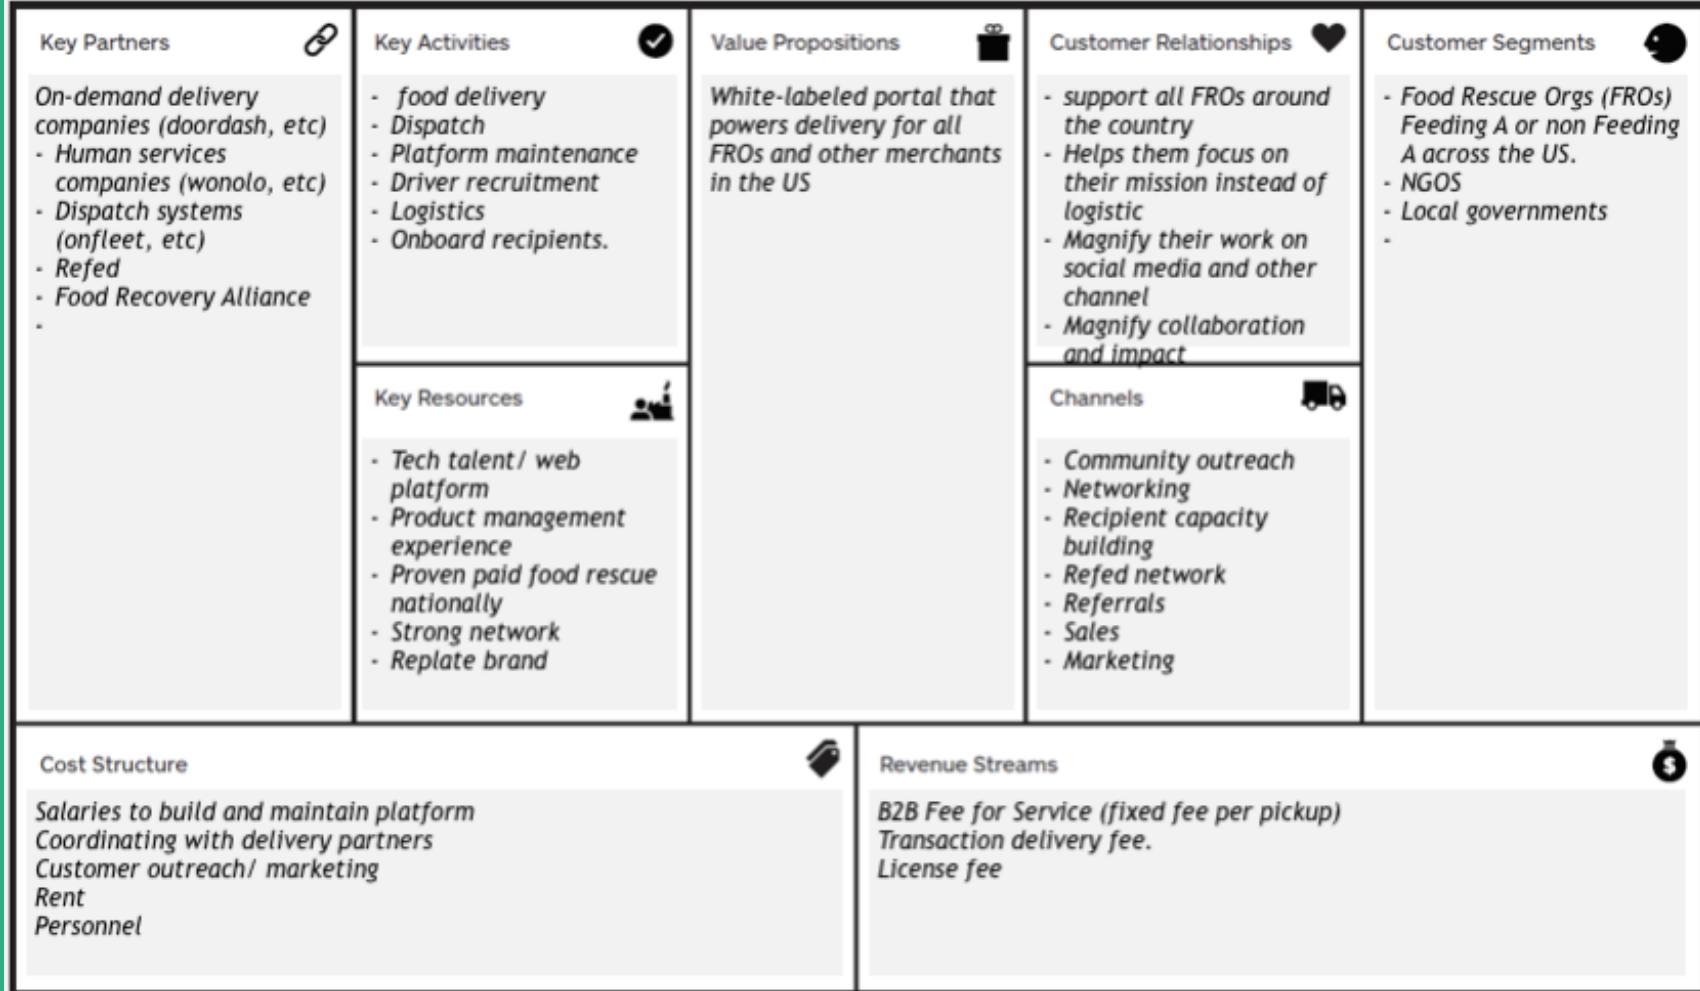 Key Partners
On-demand delivery
companies (doordash, etc)
- Human services
companies (wonolo, etc)
- Dispatch systems
(onfleet, etc)
- Refed
- Food Recovery Alliance
-
Key Activities
- food delivery
- Dispatch
- Platform maintenance
- Driver recruitment
- Logistics
- Onboard recipients.
Key Resources
- Tech talent/ web
platform
- Product management
experience
- Proven paid food rescue
nationally
- Strong network
- Replate brand
Value Propositions
White-labeled portal that
powers delivery for all
FROs and other merchants
in the US
Customer Relationships
- support all FROs around
the country
- Helps them focus on
their mission instead of
logistic
- Magnify their work on
social media and other
channel
- Magnify collaboration
and impact
Channels
- Community outreach
- Networking
- Recipient capacity
building
- Refed network
- Referrals
- Sales
- Marketing
Customer Segments
- Food Rescue Orgs (FROs)
Feeding A or non Feeding
A across the US.
- NGOS
- Local governments
-
Cost Structure
Salaries to build and maintain platform
Coordinating with delivery partners
Customer outreach/ marketing
Rent
Personnel
Revenue Streams
B2B Fee for Service (fixed fee per pickup)
Transaction delivery fee.
License fee